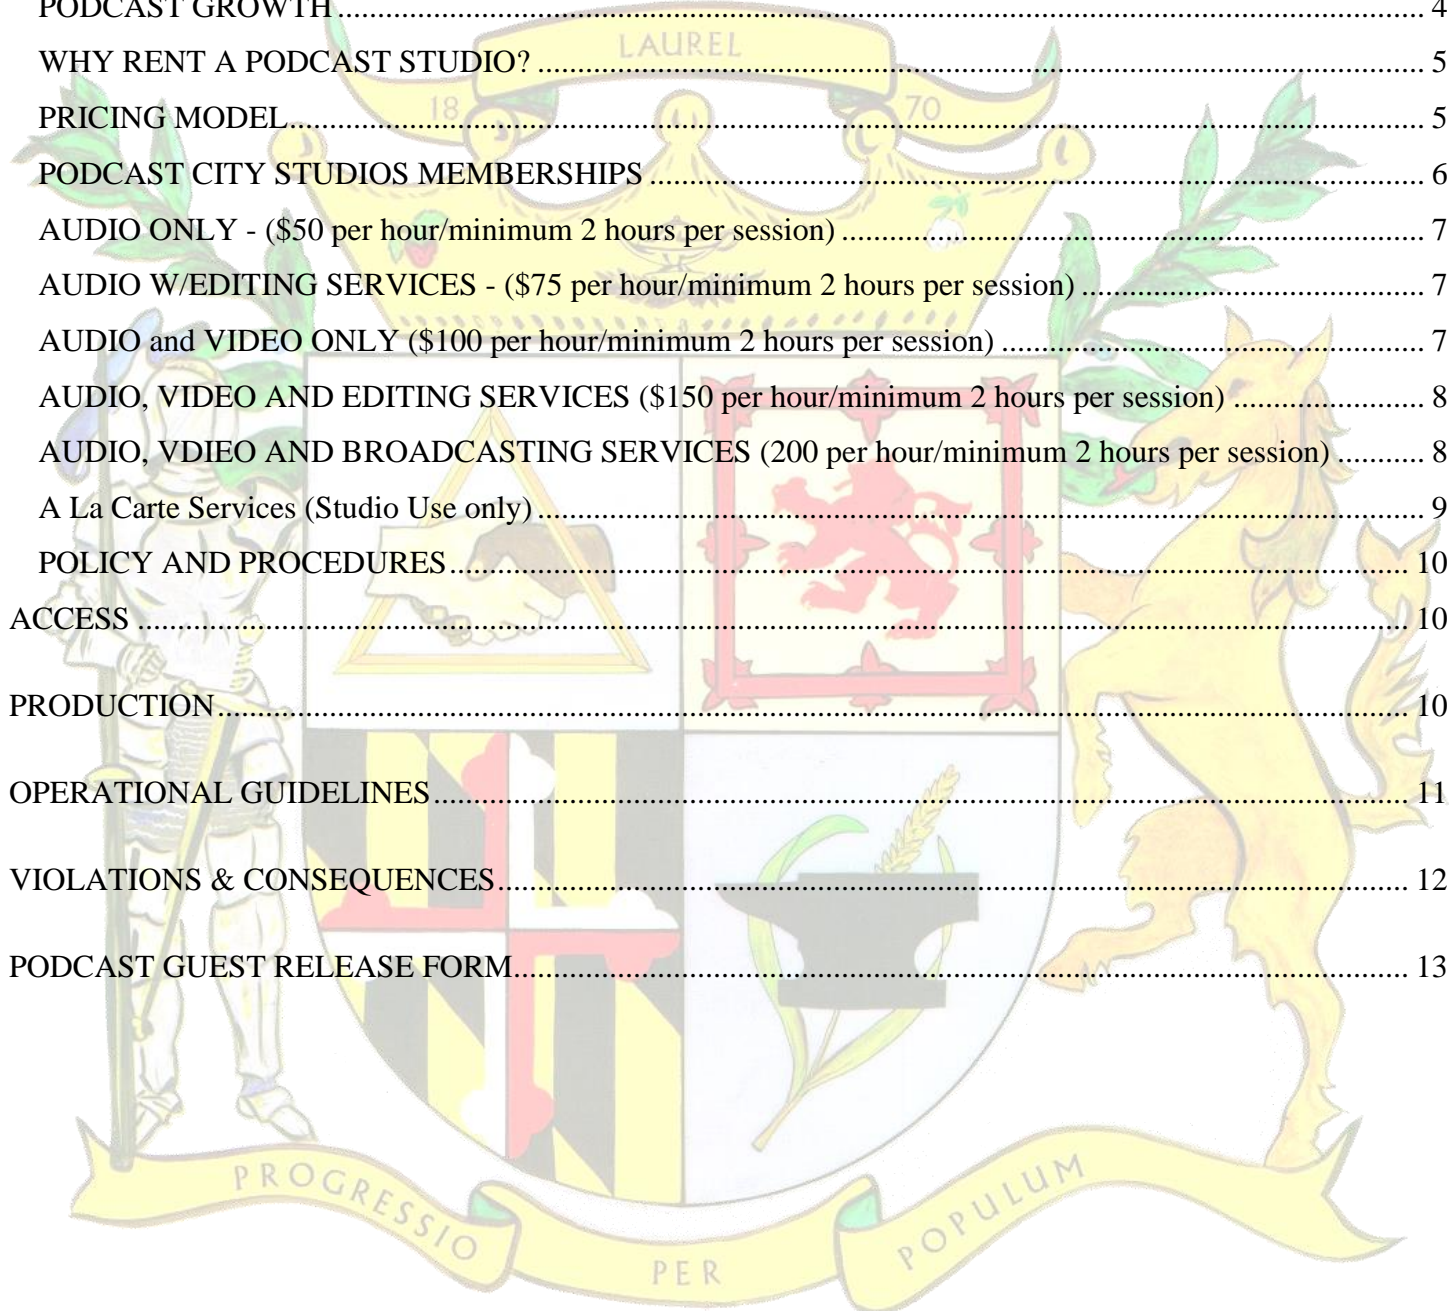 PODCAST GROWTH ........ 4
WHY RENT A PODCAST STUDIO? ........ 5
PRICING MODEL ........ 5
PODCAST CITY STUDIOS MEMBERSHIPS ........ 6
AUDIO ONLY - ($50 per hour/minimum 2 hours per session) ........ 7
AUDIO W/EDITING SERVICES - ($75 per hour/minimum 2 hours per session) ........ 7
AUDIO and VIDEO ONLY ($100 per hour/minimum 2 hours per session) ........ 7
AUDIO, VIDEO AND EDITING SERVICES ($150 per hour/minimum 2 hours per session) ........ 8
AUDIO, VDIEO AND BROADCASTING SERVICES (200 per hour/minimum 2 hours per session) ........ 8
A La Carte Services (Studio Use only) ........ 9
POLICY AND PROCEDURES ........ 10
ACCESS ........ 10
PRODUCTION ........ 10
OPERATIONAL GUIDELINES ........ 11
VIOLATIONS & CONSEQUENCES ........ 12
PODCAST GUEST RELEASE FORM ........ 13
LAUREL
18 70
PROGRESSIO PER POPULUM